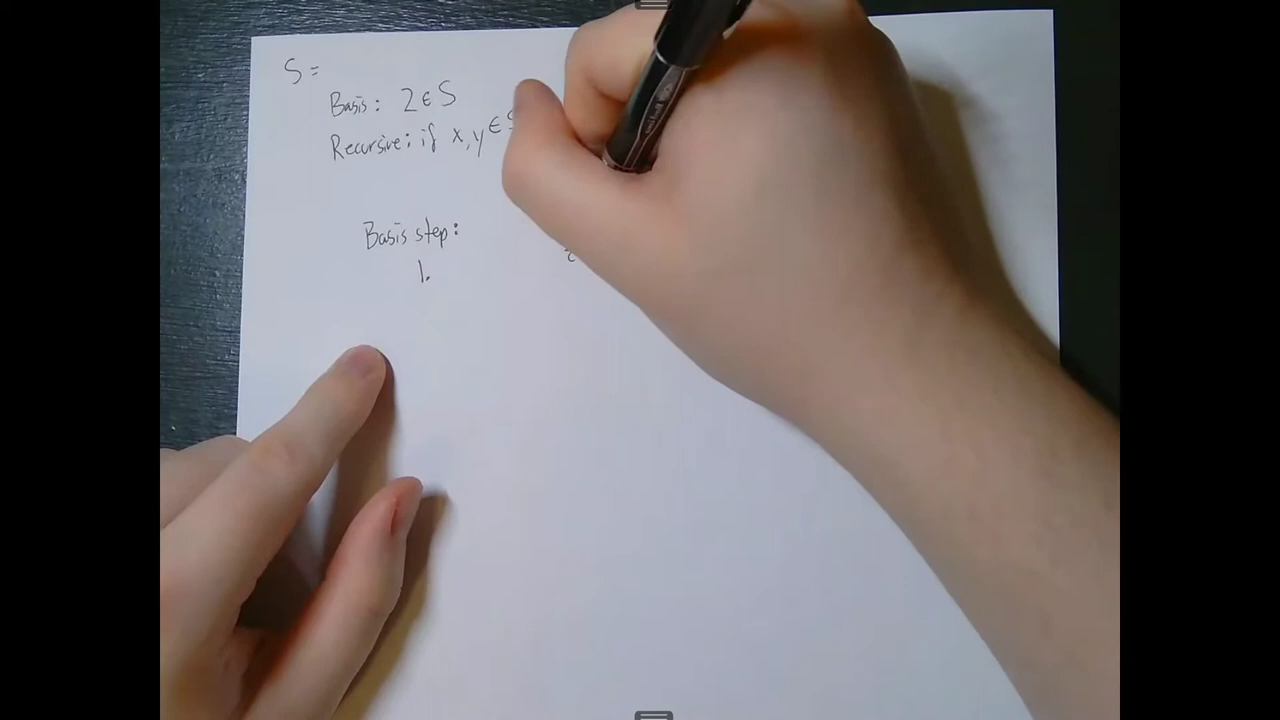 S =
Basis: 2 ∈ S
Recursive: if x, y ∈ S
Basis step:
1.